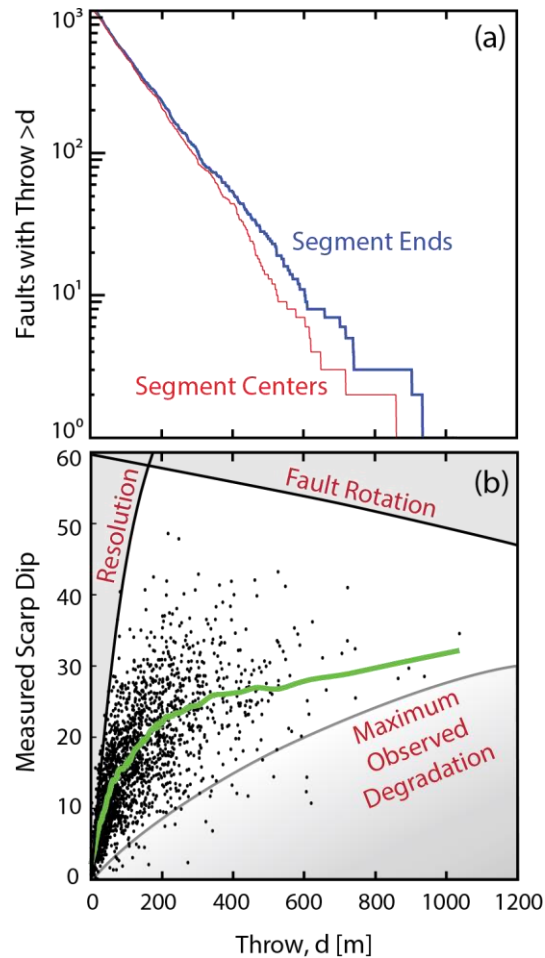 10³
(a)
10²
10¹
10⁰
Faults with Throw >d
Segment Ends
Segment Centers
60
50
40
30
20
10
0
Measured Scarp Dip
(b)
Resolution
Fault Rotation
Maximum
Observed
Degradation
0 200 400 600 800 1000 1200
Throw, d [m]